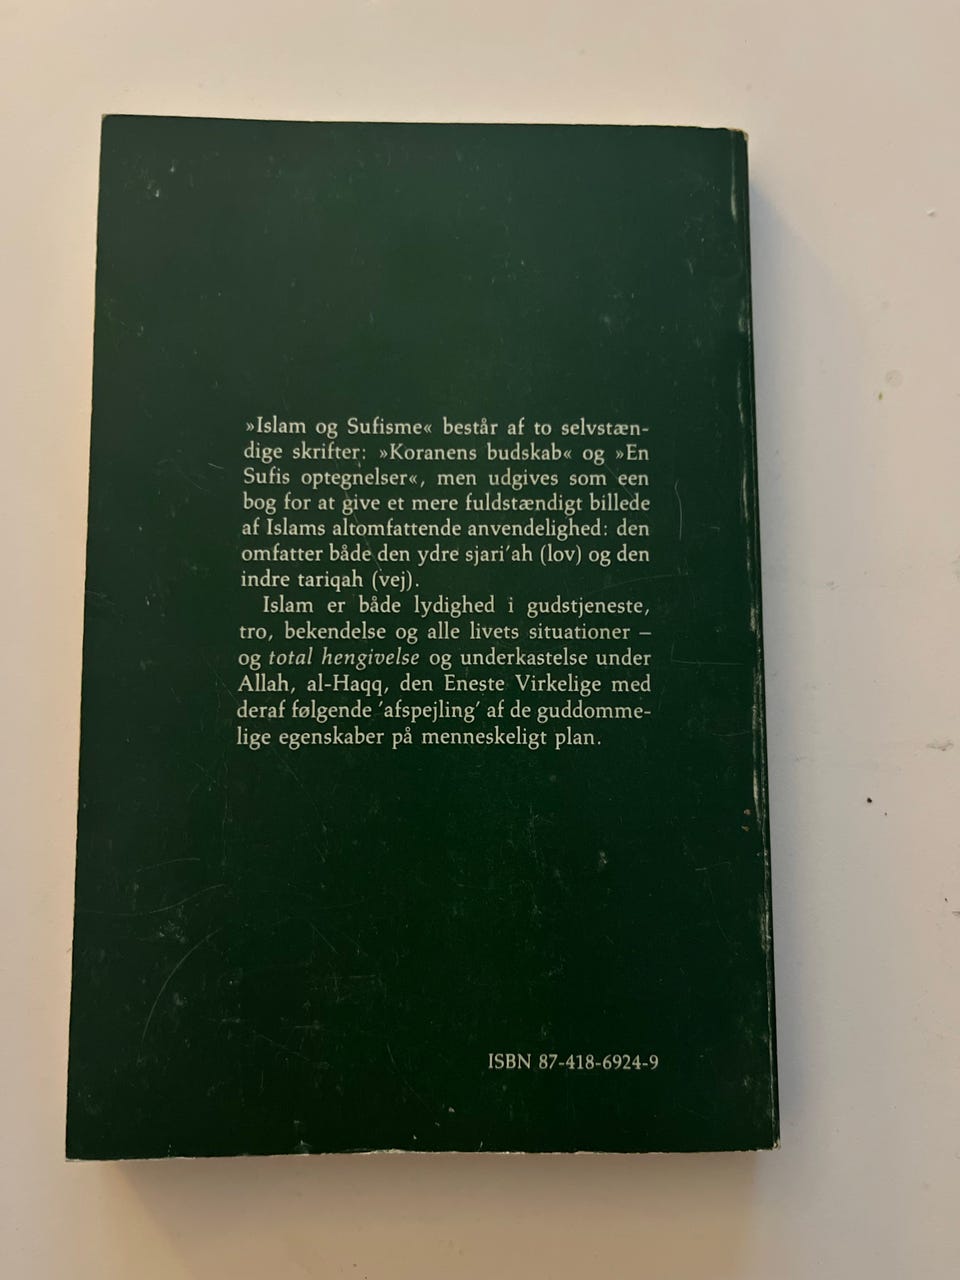 »Islam og Sufisme« består af to selvstæn-
dige skrifter: »Koranens budskab« og »En
Sufis optegnelser«, men udgives som een
bog for at give et mere fuldstændigt billede
af Islams altomfattende anvendelighed: den
omfatter både den ydre sjari'ah (lov) og den
indre tariqah (vej).
Islam er både lydighed i gudstjeneste,
tro, bekendelse og alle livets situationer –
og total hengivelse og underkastelse under
Allah, al-Haqq, den Eneste Virkelige med
deraf følgende 'afspejling' af de guddomme-
lige egenskaber på menneskeligt plan.
ISBN 87-418-6924-9